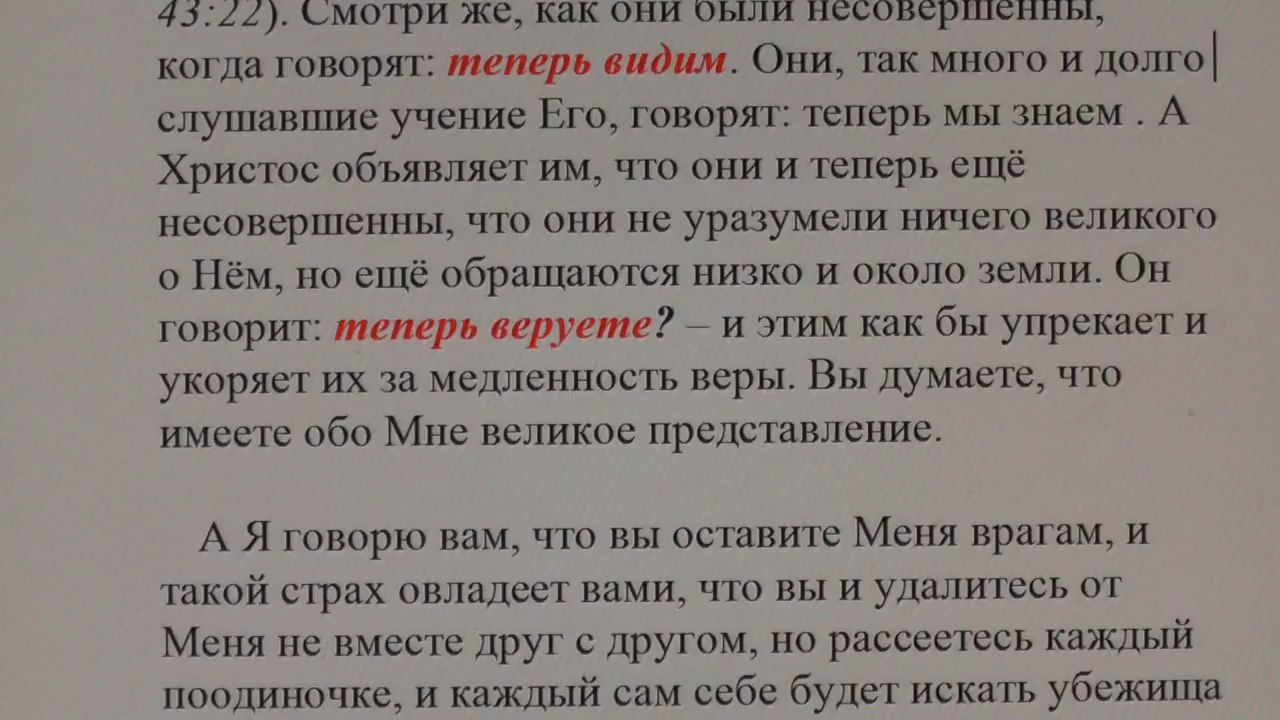 43:22). Смотри же, как они были несовершенны,
когда говорят: теперь видим. Они, так много и долго
слушавшие учение Его, говорят: теперь мы знаем . А
Христос объявляет им, что они и теперь ещё
несовершенны, что они не уразумели ничего великого
о Нём, но ещё обращаются низко и около земли. Он
говорит: теперь веруете? – и этим как бы упрекает и
укоряет их за медленность веры. Вы думаете, что
имеете обо Мне великое представление.
А Я говорю вам, что вы оставите Меня врагам, и
такой страх овладеет вами, что вы и удалитесь от
Меня не вместе друг с другом, но рассеетесь каждый
поодиночке, и каждый сам себе будет искать убежища